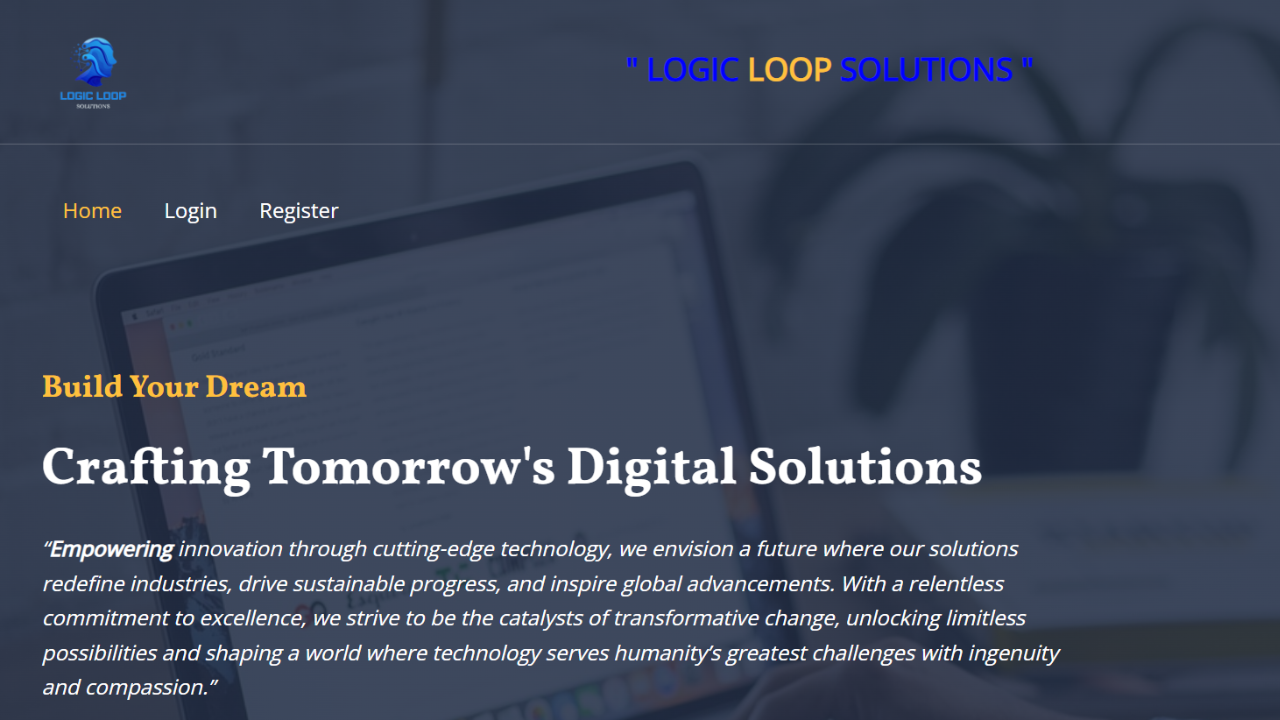 LOGIC LOOP
SOLUTIONS
" LOGIC LOOP SOLUTIONS "
Home Login Register
Build Your Dream
Crafting Tomorrow's Digital Solutions
“Empowering innovation through cutting-edge technology, we envision a future where our solutions
redefine industries, drive sustainable progress, and inspire global advancements. With a relentless
commitment to excellence, we strive to be the catalysts of transformative change, unlocking limitless
possibilities and shaping a world where technology serves humanity’s greatest challenges with ingenuity
and compassion.”